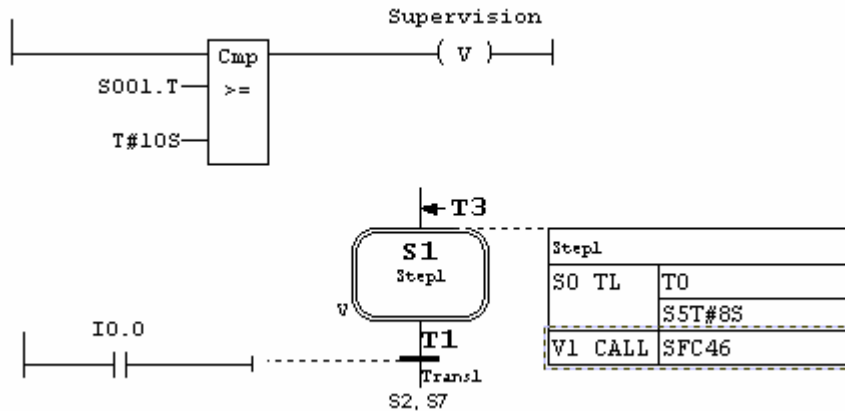 Supervision
Cmp
( V )
S001.T
>=
T#10S
T3
S1
Step1
V
Step1
S0 TL T0
S5T#8S
V1 CALL SFC46
I0.0
T1
Trans1
S2, S7